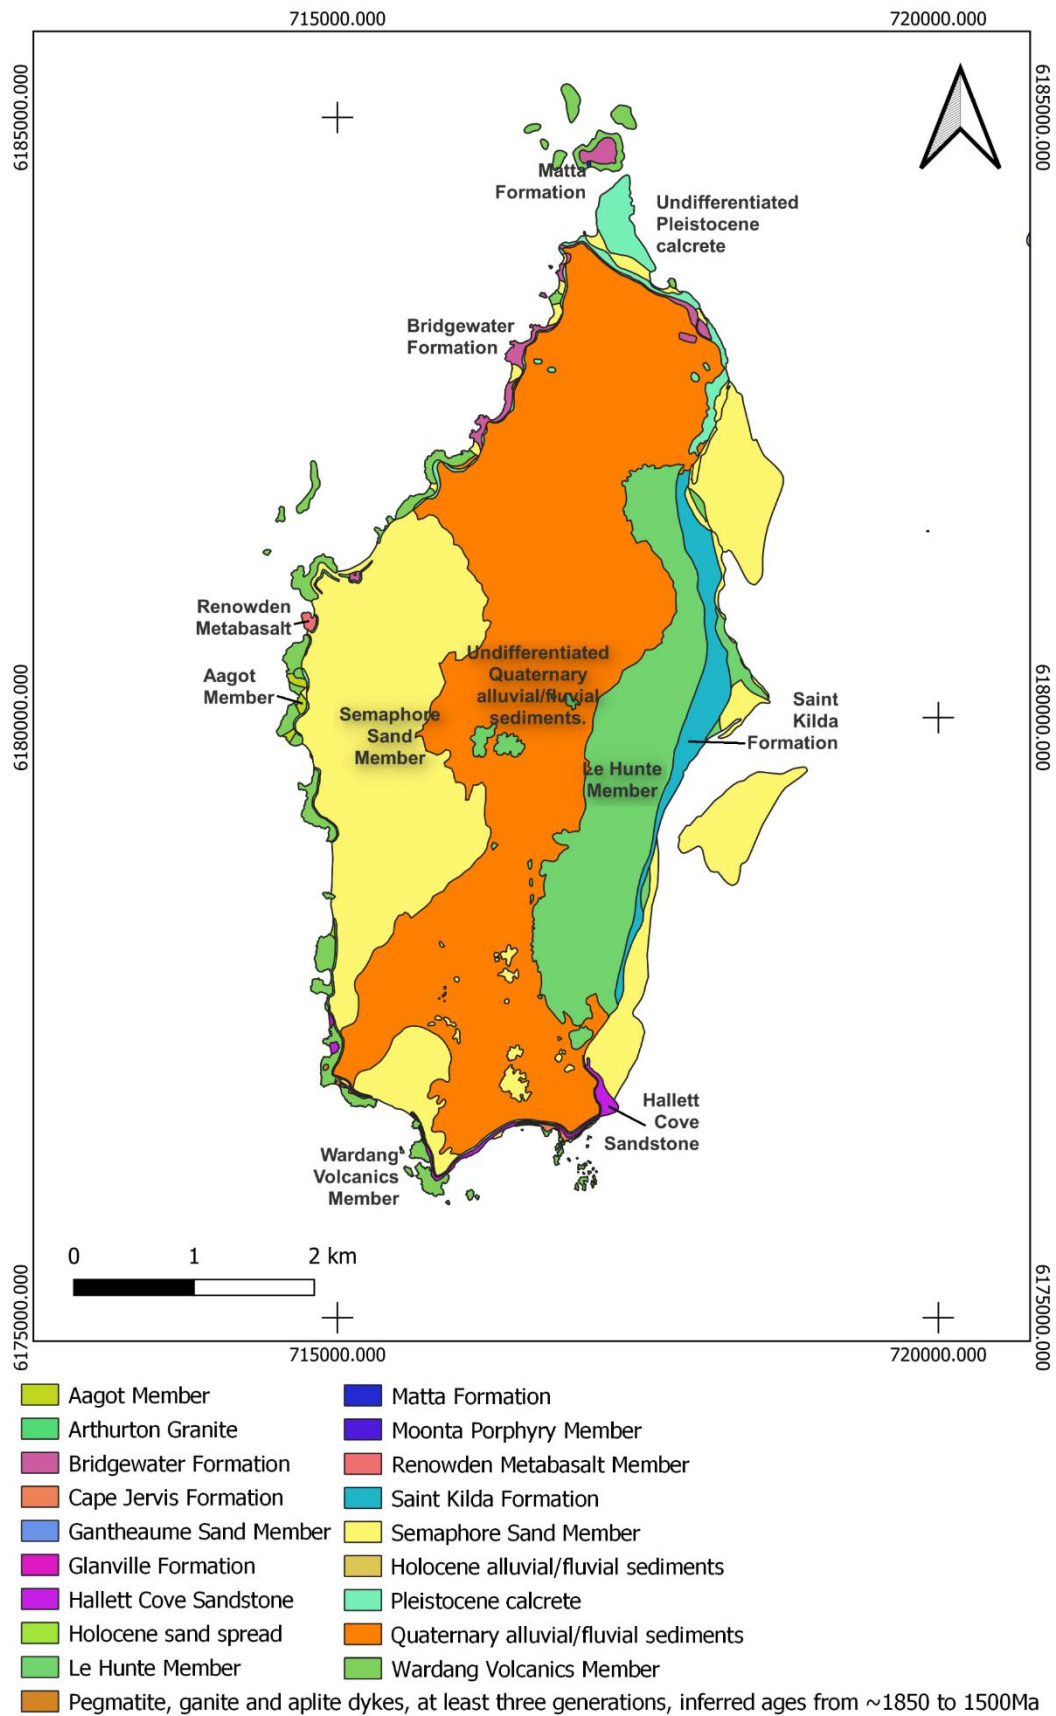 715000.000
720000.000
6185000.000
6185000.000
Matta
Formation
Undifferentiated
Pleistocene
calcrete
Bridgewater
Formation
Renowden
Metabasalt
Aagot
Member
Undifferentiated
Quaternary
alluvial/fluvial
sediments.
Semaphore
Sand
Member
Saint
Kilda
Formation
6180000.000
6180000.000
Le Hunte
Member
Hallett
Cove
Sandstone
Wardang
Volcanics
Member
0 1 2 km
6175000.000
6175000.000
715000.000
720000.000
Aagot Member
Arthurton Granite
Bridgewater Formation
Cape Jervis Formation
Gantheaume Sand Member
Glanville Formation
Hallett Cove Sandstone
Holocene sand spread
Le Hunte Member
Matta Formation
Moonta Porphyry Member
Renowden Metabasalt Member
Saint Kilda Formation
Semaphore Sand Member
Holocene alluvial/fluvial sediments
Pleistocene calcrete
Quaternary alluvial/fluvial sediments
Wardang Volcanics Member
Pegmatite, ganite and aplite dykes, at least three generations, inferred ages from ~1850 to 1500Ma